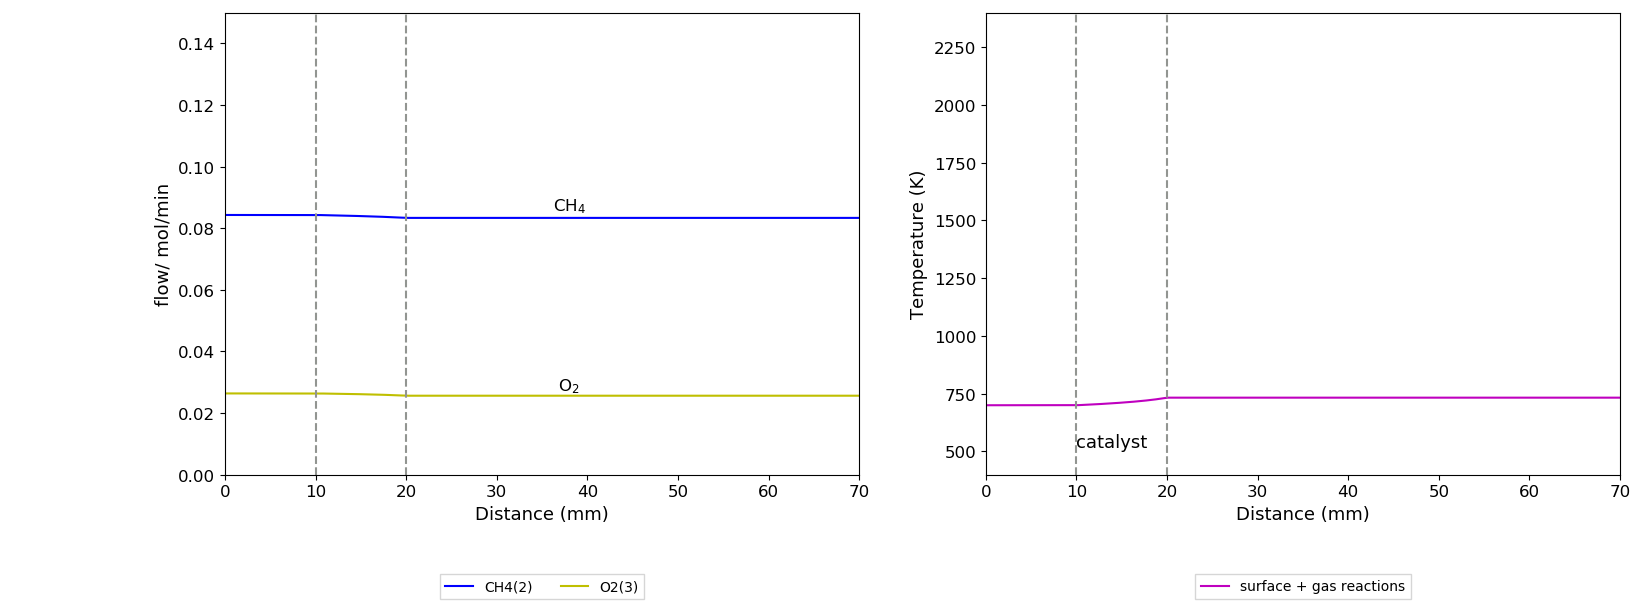 0.14
0.12
0.10
0.08
0.06
0.04
0.02
0.00
flow/ mol/min
CH₄
O₂
0 10 20 30 40 50 60 70
Distance (mm)
CH4(2) O2(3)
2250
2000
1750
1500
1250
1000
750
500
Temperature (K)
catalyst
0 10 20 30 40 50 60 70
Distance (mm)
surface + gas reactions